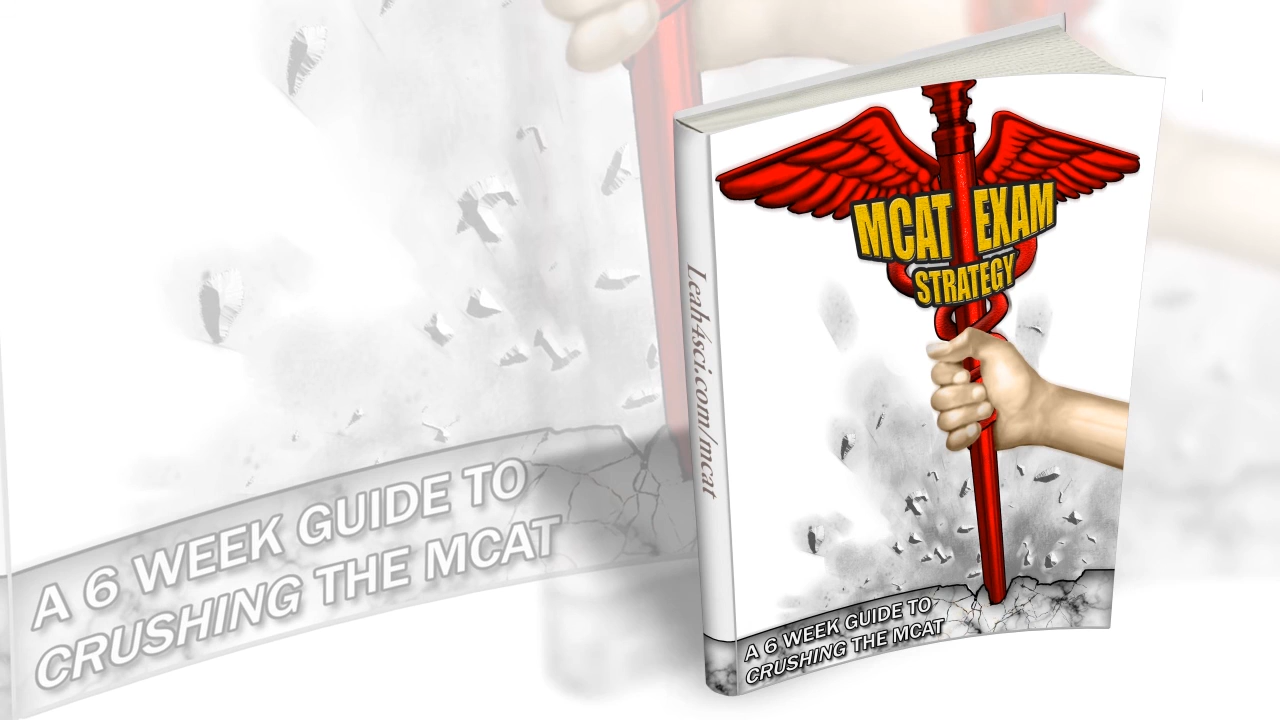 A 6 WEEK GUIDE TO
CRUSHING THE MCAT
Leah4sci.com/mcat
MCAT EXAM
STRATEGY
A 6 WEEK GUIDE TO
CRUSHING THE MCAT